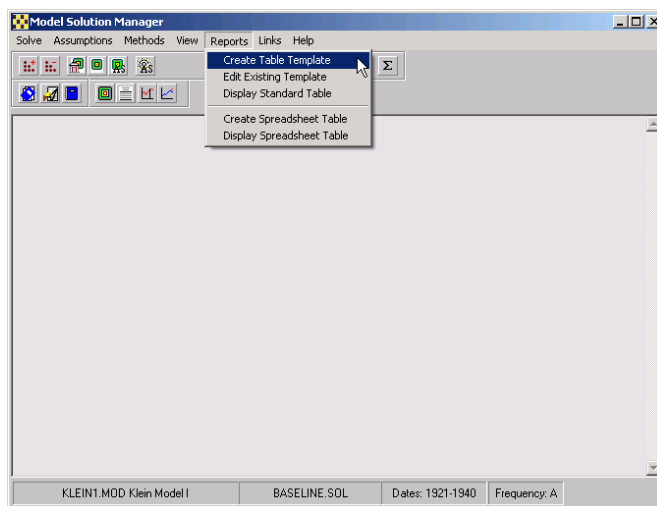 Model Solution Manager
Solve Assumptions Methods View Reports Links Help
Create Table Template
Edit Existing Template
Display Standard Table
Create Spreadsheet Table
Display Spreadsheet Table
Σ
KLEIN1.MOD Klein Model I BASELINE.SOL Dates: 1921-1940 Frequency: A